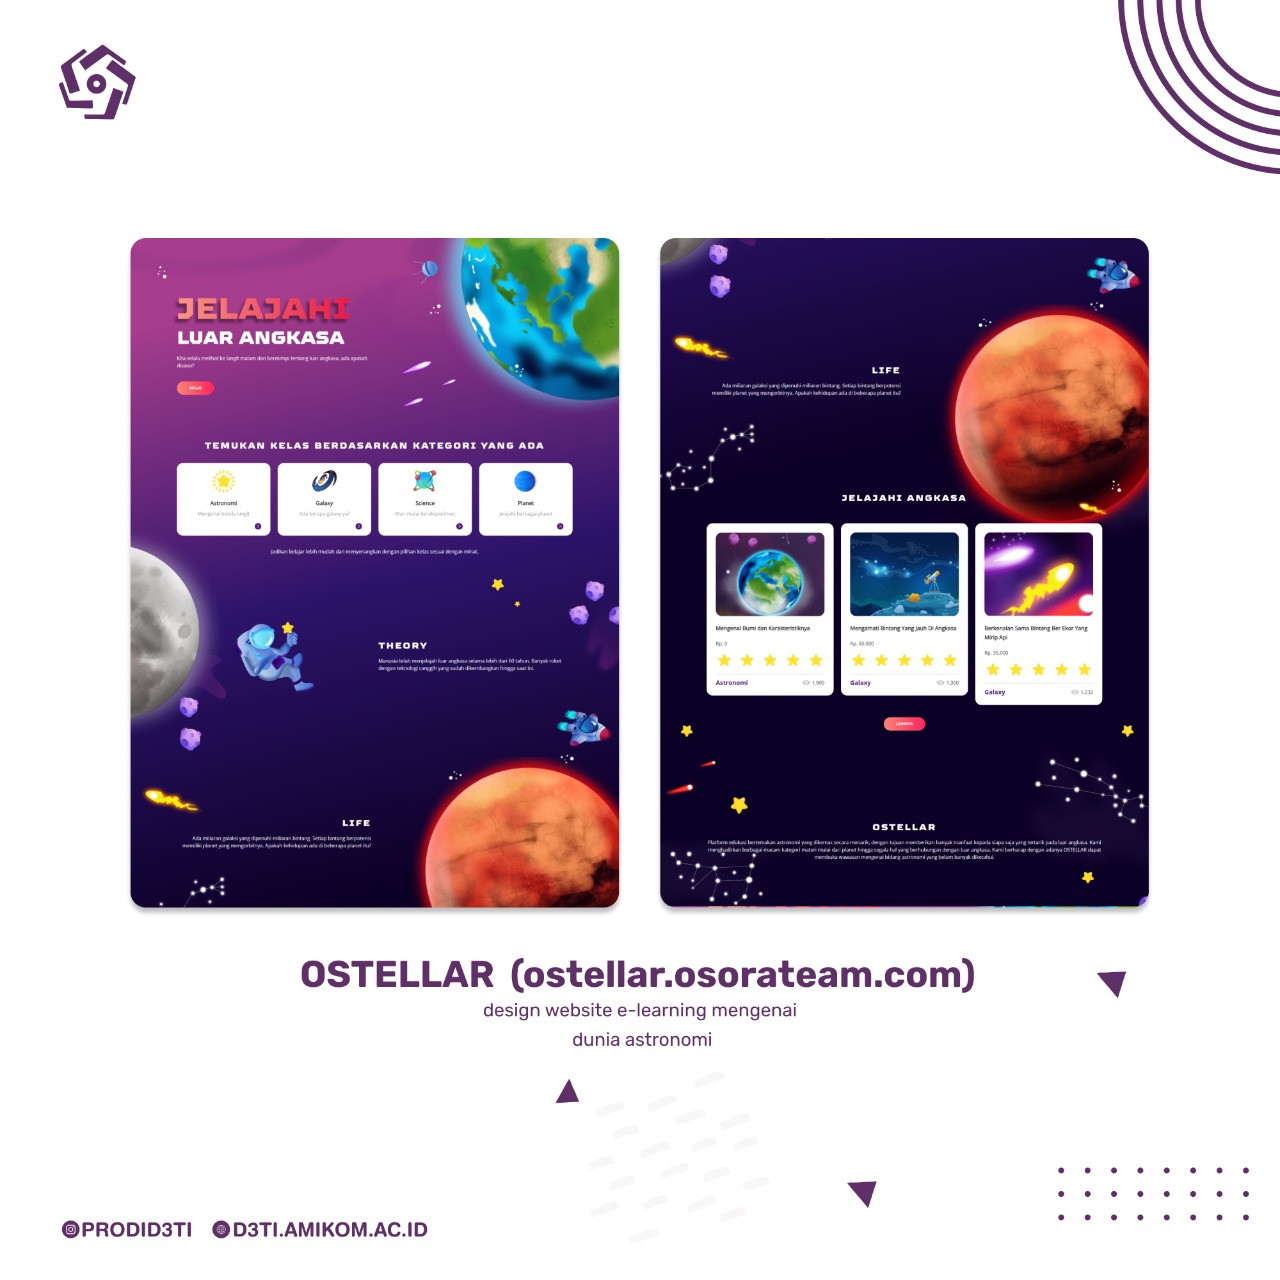 JELAJAHI
LUAR ANGKASA
Kita selalu melihat ke langit malam dan bermimpi tentang luar angkasa, ada apakah
disana?
MULAI
TEMUKAN KELAS BERDASARKAN KATEGORI YANG ADA
Astronomi
Mengenal benda langit
Galaxy
Ada berapa galaxy ya?
Science
Mari mulai bereksperimen
Planet
Jelajahi berbagai planet
Jadikan belajar lebih mudah dan menyenangkan dengan pilihan kelas sesuai dengan minat.
THEORY
Manusia telah menjelajah luar angkasa selama lebih dari 50 tahun. Banyak roket
dengan teknologi canggih yang sudah dikembangkan hingga saat ini.
LIFE
Ada miliaran galaksi yang dipenuhi miliaran bintang. Setiap bintang berpotensi
memiliki planet yang mengorbitnya. Apakah kehidupan ada di beberapa planet itu?
LIFE
Ada miliaran galaksi yang dipenuhi miliaran bintang. Setiap bintang berpotensi
memiliki planet yang mengorbitnya. Apakah kehidupan ada di beberapa planet itu?
JELAJAHI ANGKASA
Mengenal Bumi dan Karakteristiknya
Rp. 0
Astronomi
1,900
Mengamati Bintang Yang Jauh Di Angkasa
Rp. 50.000
Galaxy
1,300
Berkenalan Sama Bintang Ber Ekor Yang
Mirip Api
Rp. 35,000
Galaxy
1,232
LAINNYA
OSTELLAR
Platform edukasi bertemakan astronomi yang dikemas secara menarik, dengan tujuan memberikan banyak manfaat kepada siapa saja yang tertarik pada luar angkasa. Kami
menghadirkan berbagai macam kategori materi mulai dari planet hingga segala hal yang berhubungan dengan luar angkasa. Kami berharap dengan adanya OSTELLAR dapat
membuka wawasan mengenai bidang astronomi yang belum banyak diketahui.
OSTELLAR (ostellar.osorateam.com)
design website e-learning mengenai
dunia astronomi
PRODID3TI D3TI.AMIKOM.AC.ID